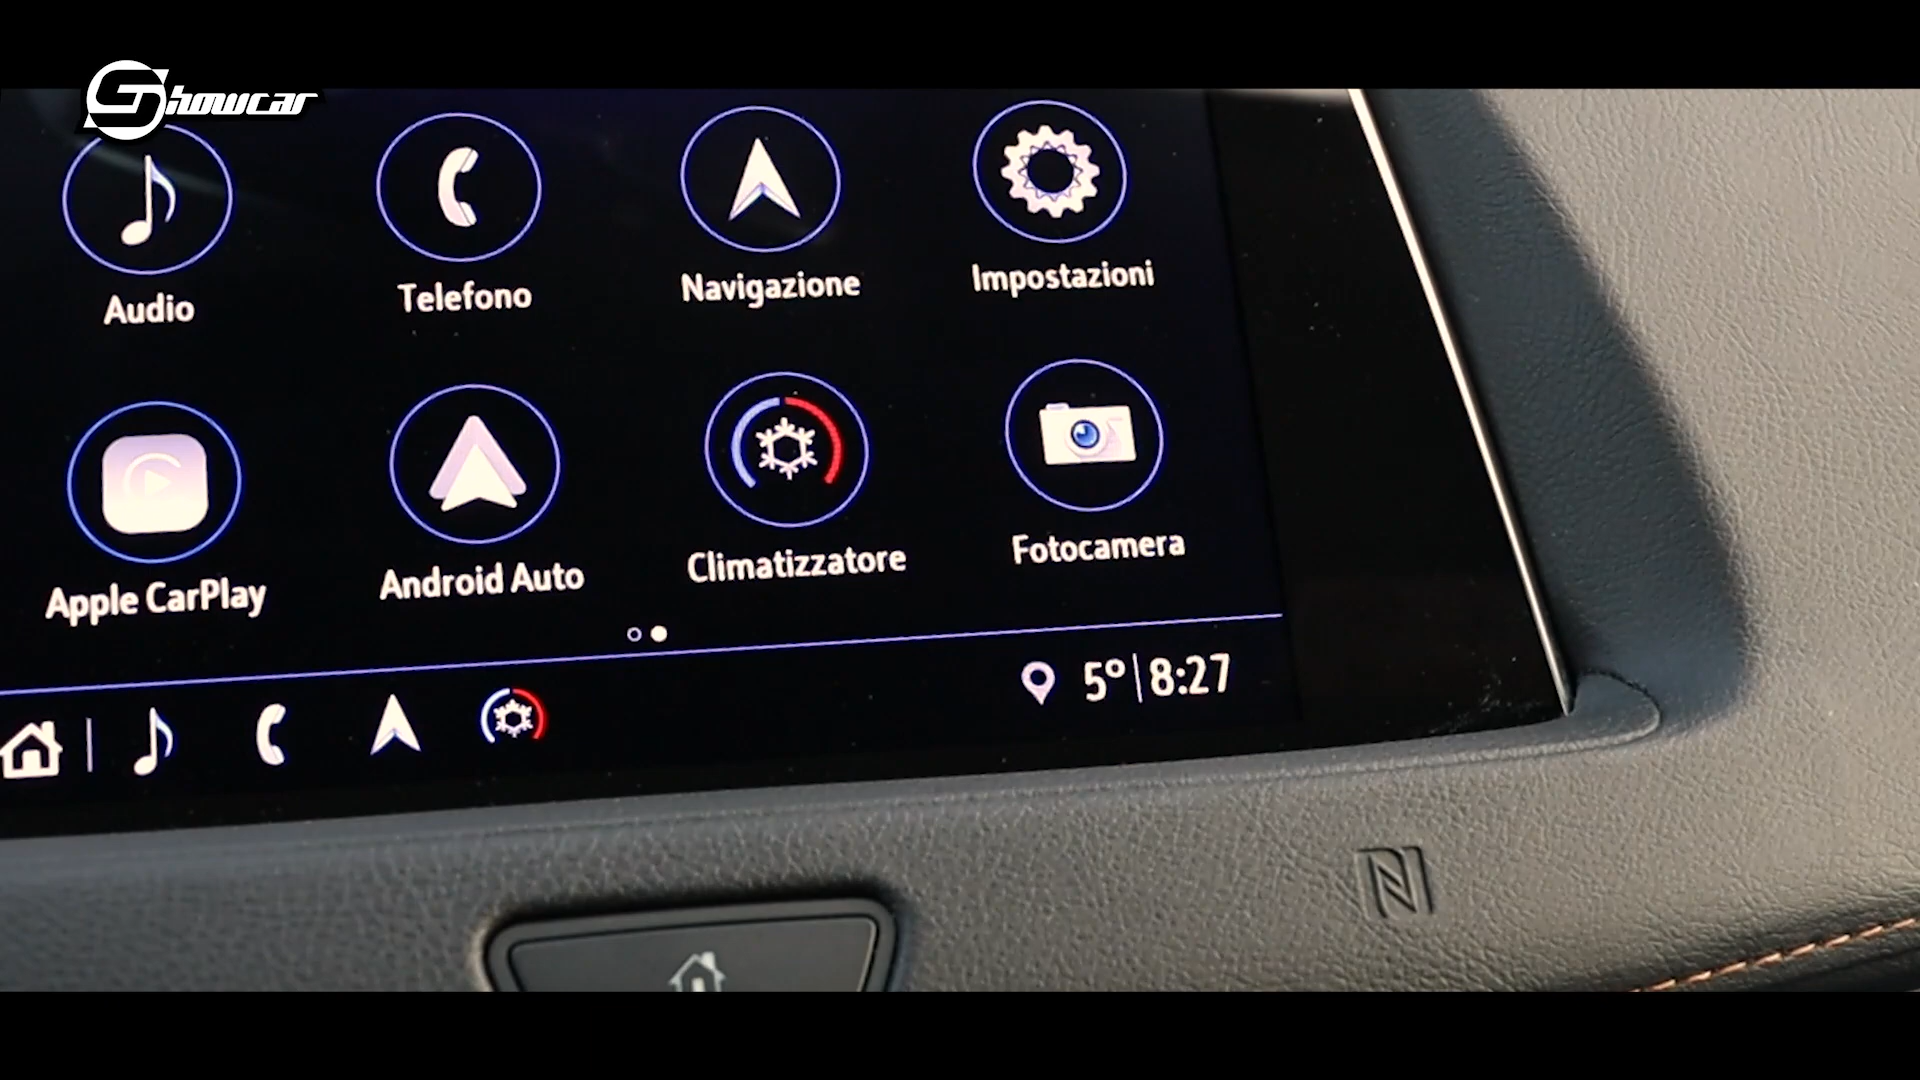 Showcar
Audio
Telefono
Navigazione
Impostazioni
Apple CarPlay
Android Auto
Climatizzatore
Fotocamera
5°|8:27